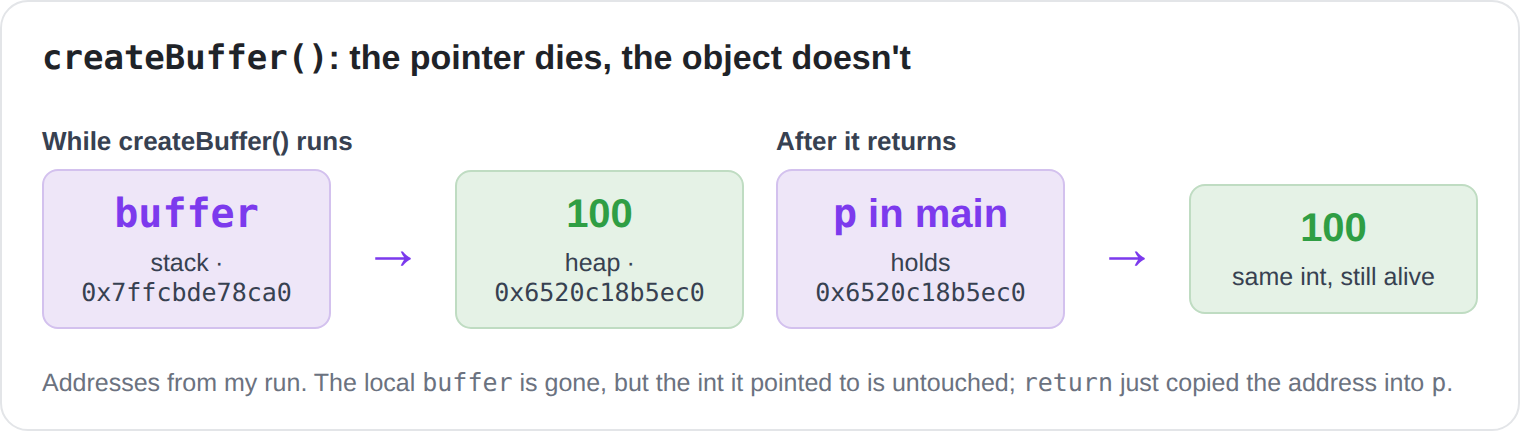 createBuffer(): the pointer dies, the object doesn't
While createBuffer() runs
buffer
stack ·
0x7ffcbde78ca0
→
100
heap ·
0x6520c18b5ec0
After it returns
p in main
holds
0x6520c18b5ec0
→
100
same int, still alive
Addresses from my run. The local buffer is gone, but the int it pointed to is untouched; return just copied the address into p.